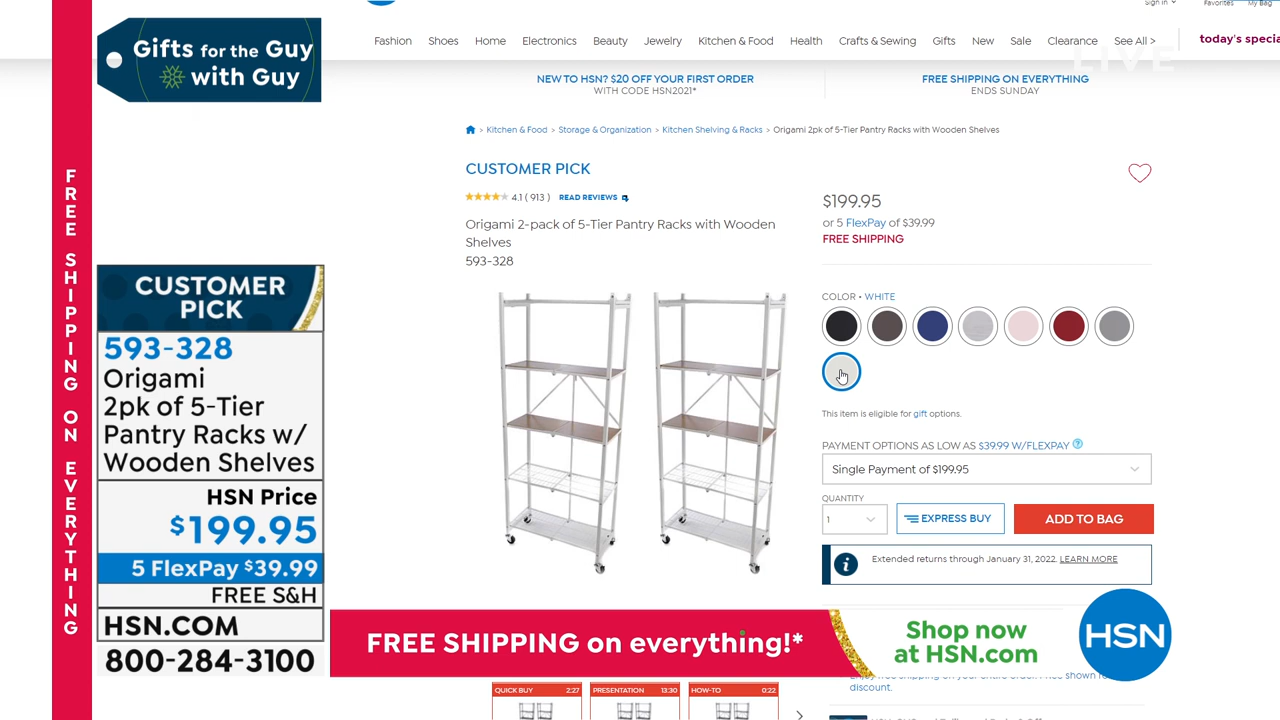 Sign In
Favorites
My Bag
Gifts for the Guy
with Guy
Fashion Shoes Home Electronics Beauty Jewelry Kitchen & Food Health Crafts & Sewing Gifts New Sale Clearance See All >
today's specia
LIVE
NEW TO HSN? $20 OFF YOUR FIRST ORDER
WITH CODE HSN2021*
FREE SHIPPING ON EVERYTHING
ENDS SUNDAY
> Kitchen & Food > Storage & Organization > Kitchen Shelving & Racks > Origami 2pk of 5-Tier Pantry Racks with Wooden Shelves
FREE SHIPPING ON EVERYTHING
CUSTOMER PICK
4.1 ( 913 ) READ REVIEWS
Origami 2-pack of 5-Tier Pantry Racks with Wooden
Shelves
593-328
$199.95
or 5 FlexPay of $39.99
FREE SHIPPING
COLOR • WHITE
This item is eligible for gift options.
PAYMENT OPTIONS AS LOW AS $39.99 W/FLEXPAY ?
Single Payment of $199.95
QUANTITY
1
EXPRESS BUY
ADD TO BAG
i
Extended returns through January 31, 2022. LEARN MORE
CUSTOMER
PICK
593-328
Origami
2pk of 5-Tier
Pantry Racks w/
Wooden Shelves
HSN Price
$199.95
5 FlexPay $39.99
FREE S&H
HSN.COM
800-284-3100
FREE SHIPPING on everything!*
Shop now
at HSN.com
HSN
discount.
QUICK BUY 2:27
PRESENTATION 13:30
HOW-TO 0:22